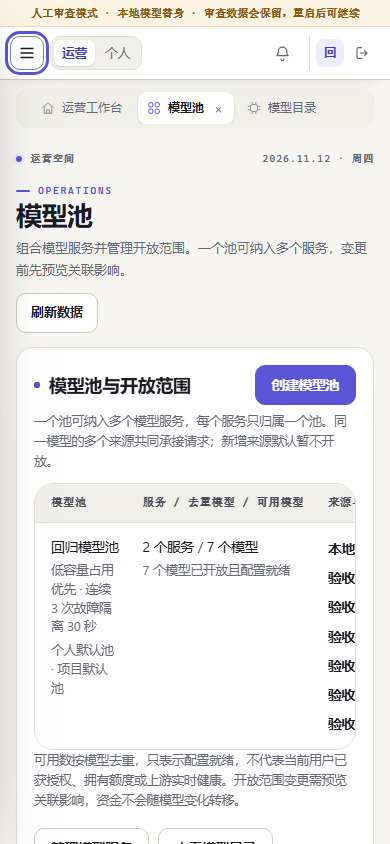 人工审查模式 · 本地模型替身 · 审查数据会保留，重启后可继续
运营 个人 回
运营工作台 模型池 × 模型目录
运营空间 2026.11.12 · 周四
OPERATIONS
模型池
组合模型服务并管理开放范围。一个池可纳入多个服务，变更
前先预览关联影响。
刷新数据
模型池与开放范围 创建模型池
一个池可纳入多个模型服务，每个服务只归属一个池。同
一模型的多个来源共同承接请求；新增来源默认暂不开
放。
模型池 服务 / 去重模型 / 可用模型 来源
回归模型池 2 个服务 / 7 个模型 本地
低容量占用 7 个模型已开放且配置就绪 验收
优先 · 连续 验收
3 次故障隔
离 30 秒 验收
个人默认池 验收
· 项目默认 验收
池 验收
可用数按模型去重，只表示配置就绪，不代表当前用户已
获授权、拥有额度或上游实时健康。开放范围变更需预览
关联影响，资金不会随模型变化转移。